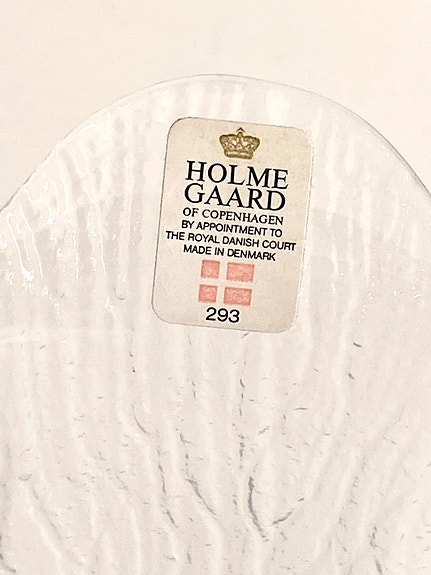 HOLME
GAARD
OF COPENHAGEN
BY APPOINTMENT TO
THE ROYAL DANISH COURT
MADE IN DENMARK
293